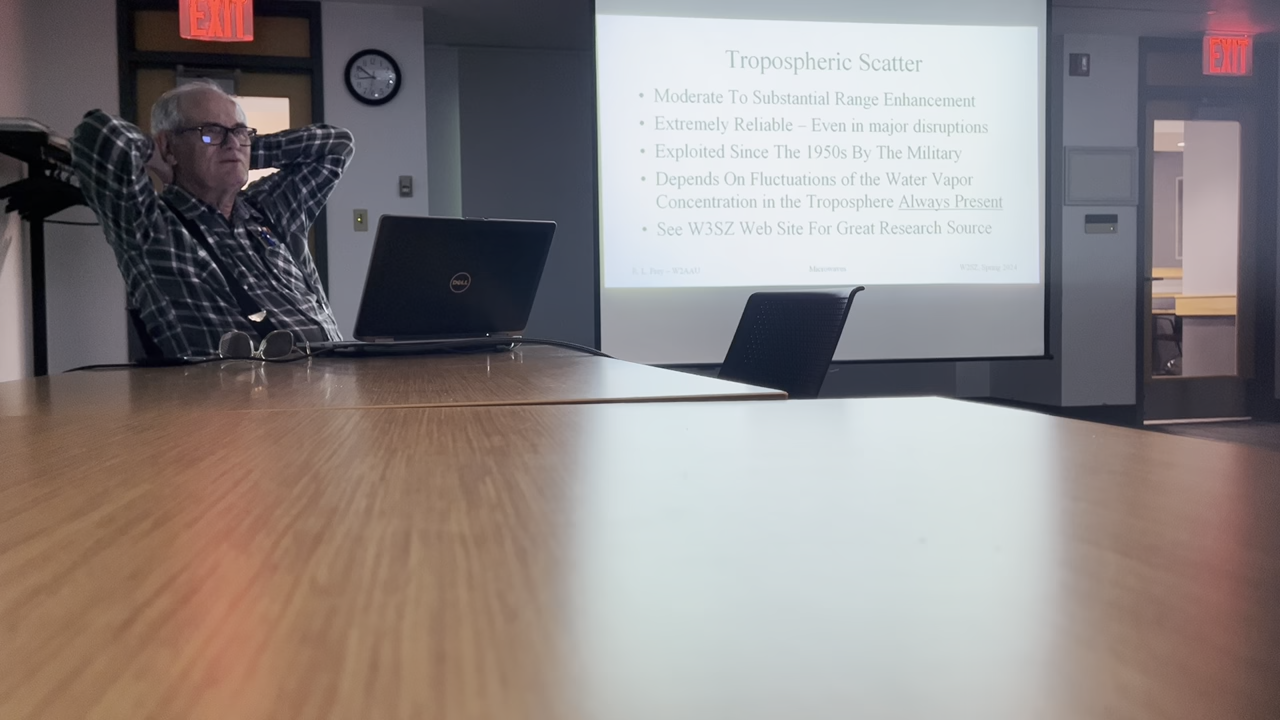 EXIT
Tropospheric Scatter
EXIT
• Moderate To Substantial Range Enhancement
• Extremely Reliable – Even in major disruptions
• Exploited Since The 1950s By The Military
• Depends On Fluctuations of the Water Vapor
Concentration in the Troposphere Always Present
• See W3SZ Web Site For Great Research Source
Microwaves
DELL